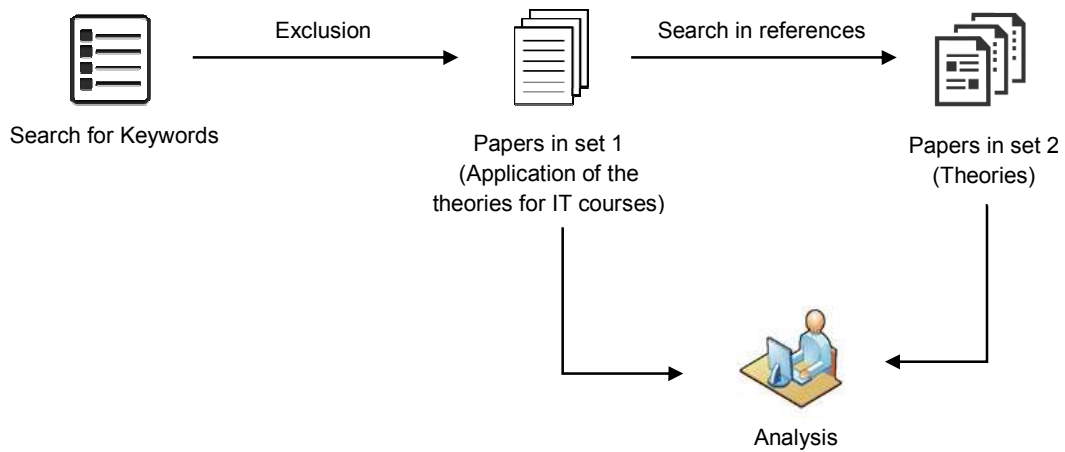 Exclusion
Search in references
Search for Keywords
Papers in set 1
(Application of the
theories for IT courses)
Papers in set 2
(Theories)
Analysis